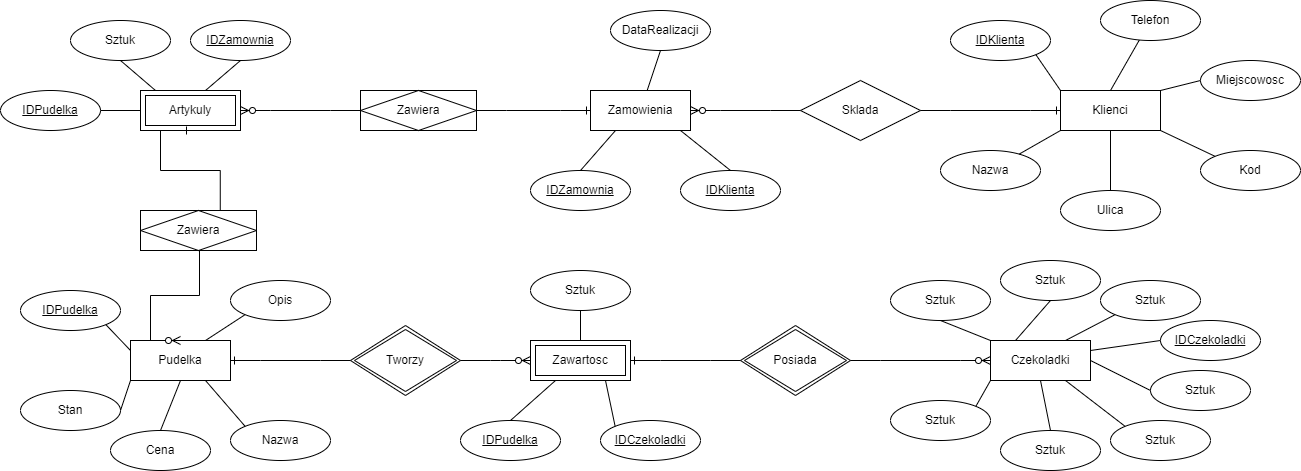 Telefon
DataRealizacji
Sztuk
IDZamownia
IDKlienta
Miejscowosc
IDPudelka
Artykuly
Zawiera
Zamowienia
Sklada
Klienci
Nazwa
Kod
IDZamownia
IDKlienta
Ulica
Zawiera
Sztuk
Sztuk
IDPudelka
Opis
Sztuk
Sztuk
IDCzekoladki
Pudelka
Tworzy
Zawartosc
Posiada
Czekoladki
Sztuk
Stan
Sztuk
Cena
Nazwa
IDPudelka
IDCzekoladki
Sztuk
Sztuk